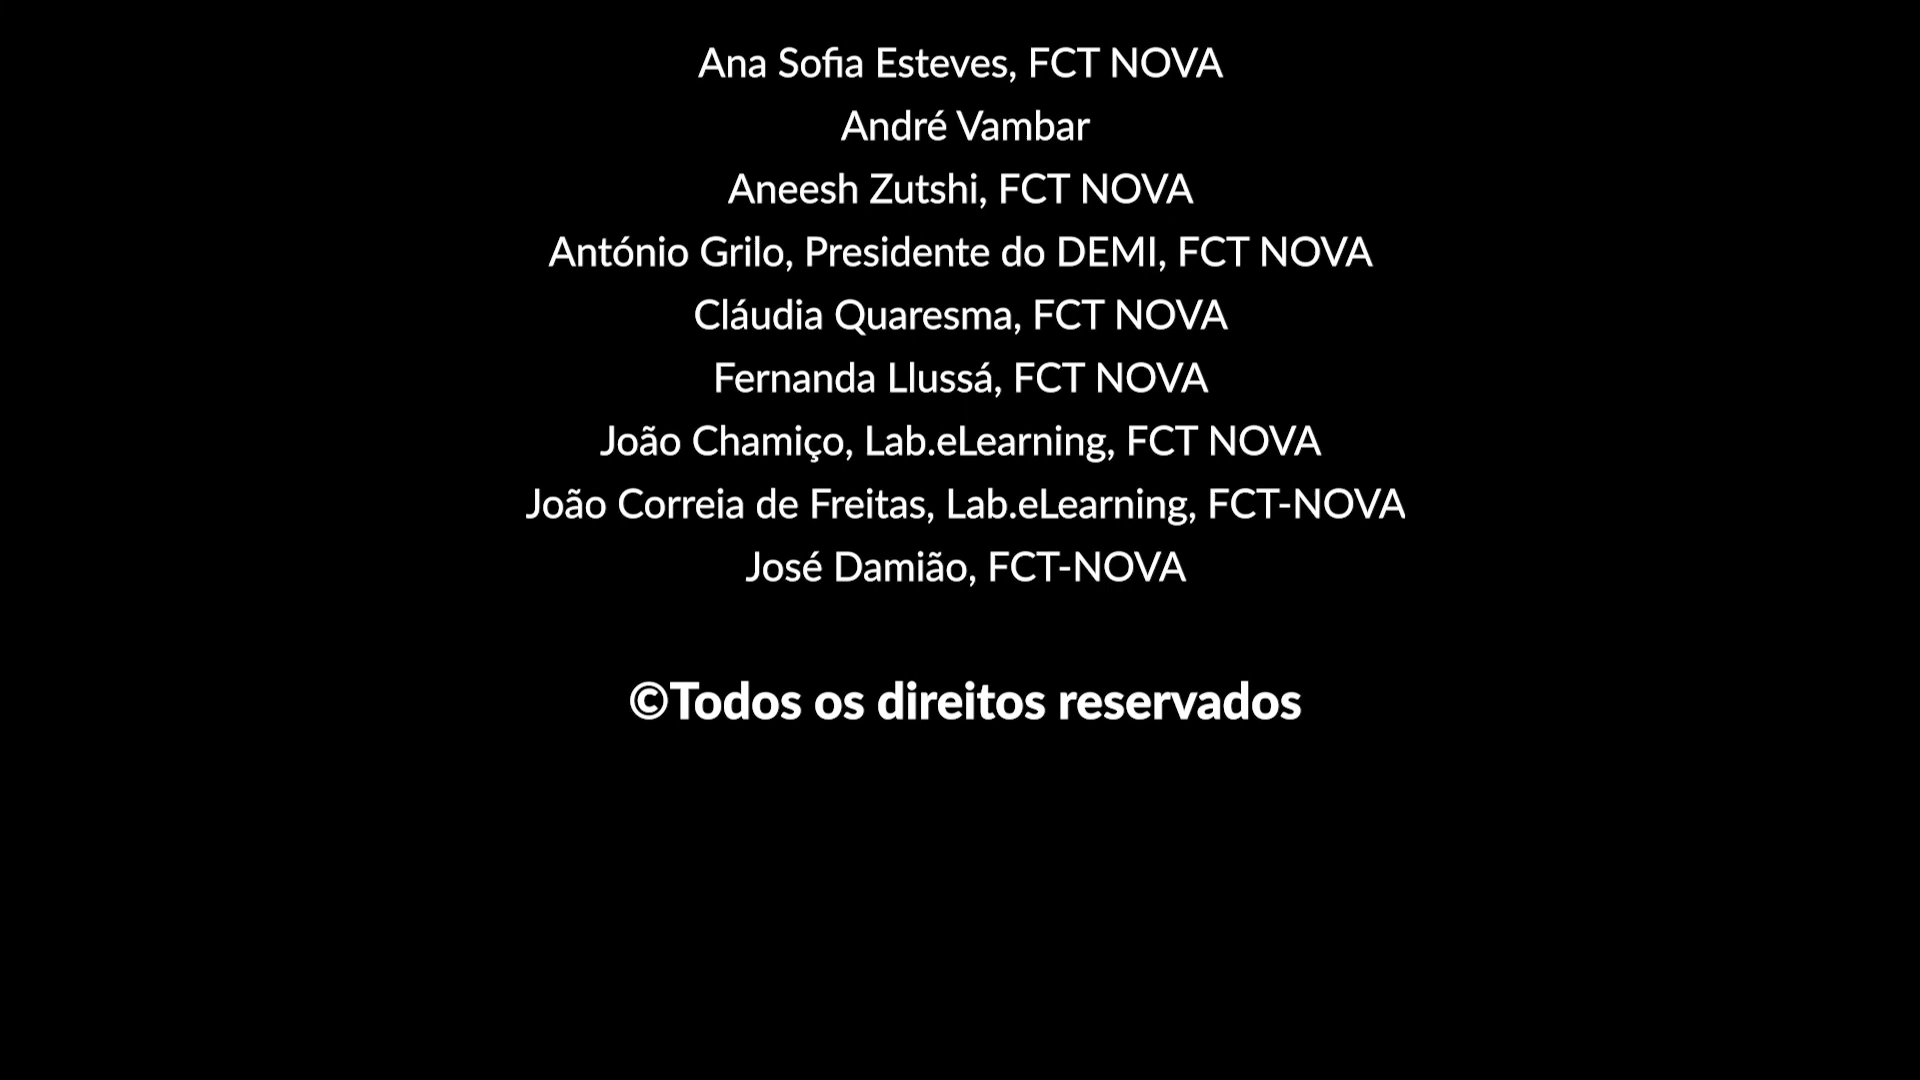 Ana Sofia Esteves, FCT NOVA
André Vambar
Aneesh Zutshi, FCT NOVA
António Grilo, Presidente do DEMI, FCT NOVA
Cláudia Quaresma, FCT NOVA
Fernanda Llussá, FCT NOVA
João Chamiço, Lab.eLearning, FCT NOVA
João Correia de Freitas, Lab.eLearning, FCT-NOVA
José Damião, FCT-NOVA
©Todos os direitos reservados